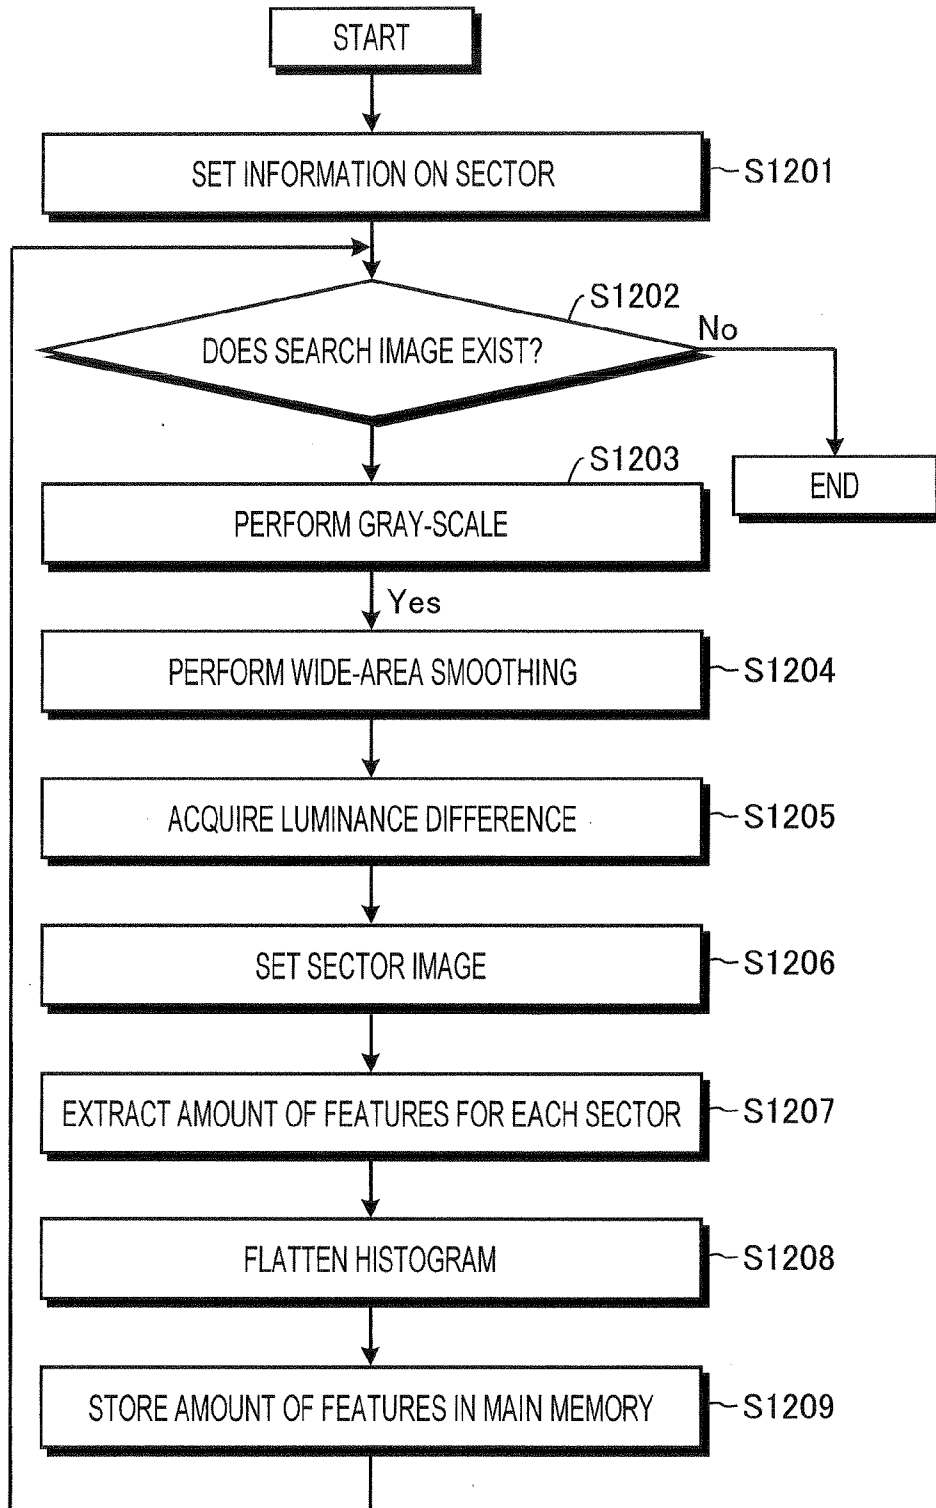 START
SET INFORMATION ON SECTOR
S1201
S1202
DOES SEARCH IMAGE EXIST?
No
END
S1203
PERFORM GRAY-SCALE
Yes
PERFORM WIDE-AREA SMOOTHING
S1204
ACQUIRE LUMINANCE DIFFERENCE
S1205
SET SECTOR IMAGE
S1206
EXTRACT AMOUNT OF FEATURES FOR EACH SECTOR
S1207
FLATTEN HISTOGRAM
S1208
STORE AMOUNT OF FEATURES IN MAIN MEMORY
S1209